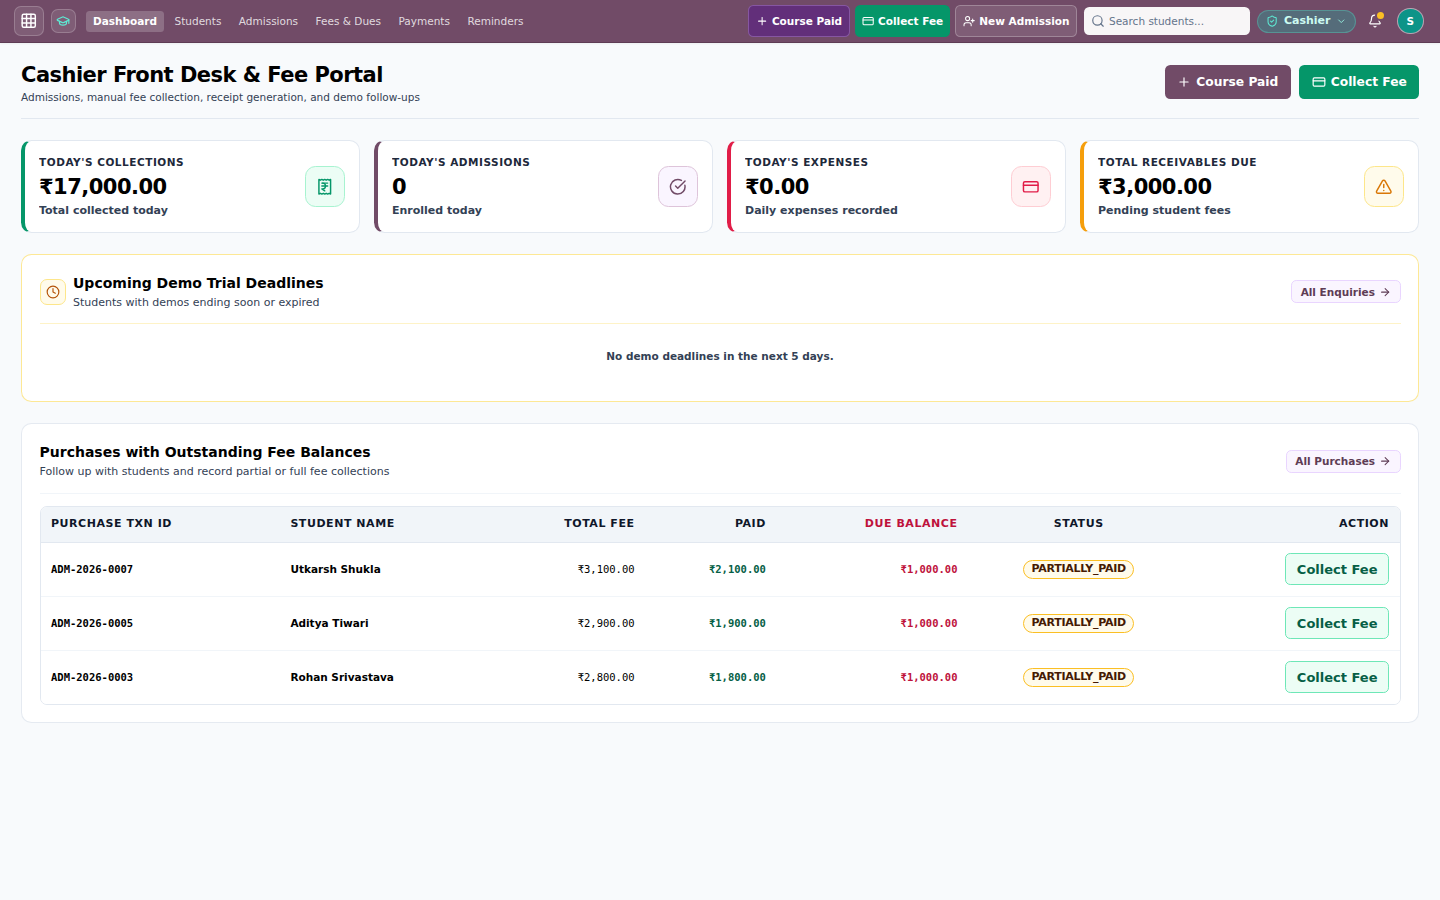 Dashboard Students Admissions Fees & Dues Payments Reminders Course Paid Collect Fee New Admission Search students... Cashier S
Cashier Front Desk & Fee Portal
Admissions, manual fee collection, receipt generation, and demo follow-ups
Course Paid Collect Fee
TODAY'S COLLECTIONS
₹17,000.00
Total collected today
TODAY'S ADMISSIONS
0
Enrolled today
TODAY'S EXPENSES
₹0.00
Daily expenses recorded
TOTAL RECEIVABLES DUE
₹3,000.00
Pending student fees
Upcoming Demo Trial Deadlines
Students with demos ending soon or expired
All Enquiries
No demo deadlines in the next 5 days.
Purchases with Outstanding Fee Balances
Follow up with students and record partial or full fee collections
All Purchases
PURCHASE TXN ID STUDENT NAME TOTAL FEE PAID DUE BALANCE STATUS ACTION
ADM-2026-0007 Utkarsh Shukla ₹3,100.00 ₹2,100.00 ₹1,000.00 PARTIALLY_PAID Collect Fee
ADM-2026-0005 Aditya Tiwari ₹2,900.00 ₹1,900.00 ₹1,000.00 PARTIALLY_PAID Collect Fee
ADM-2026-0003 Rohan Srivastava ₹2,800.00 ₹1,800.00 ₹1,000.00 PARTIALLY_PAID Collect Fee